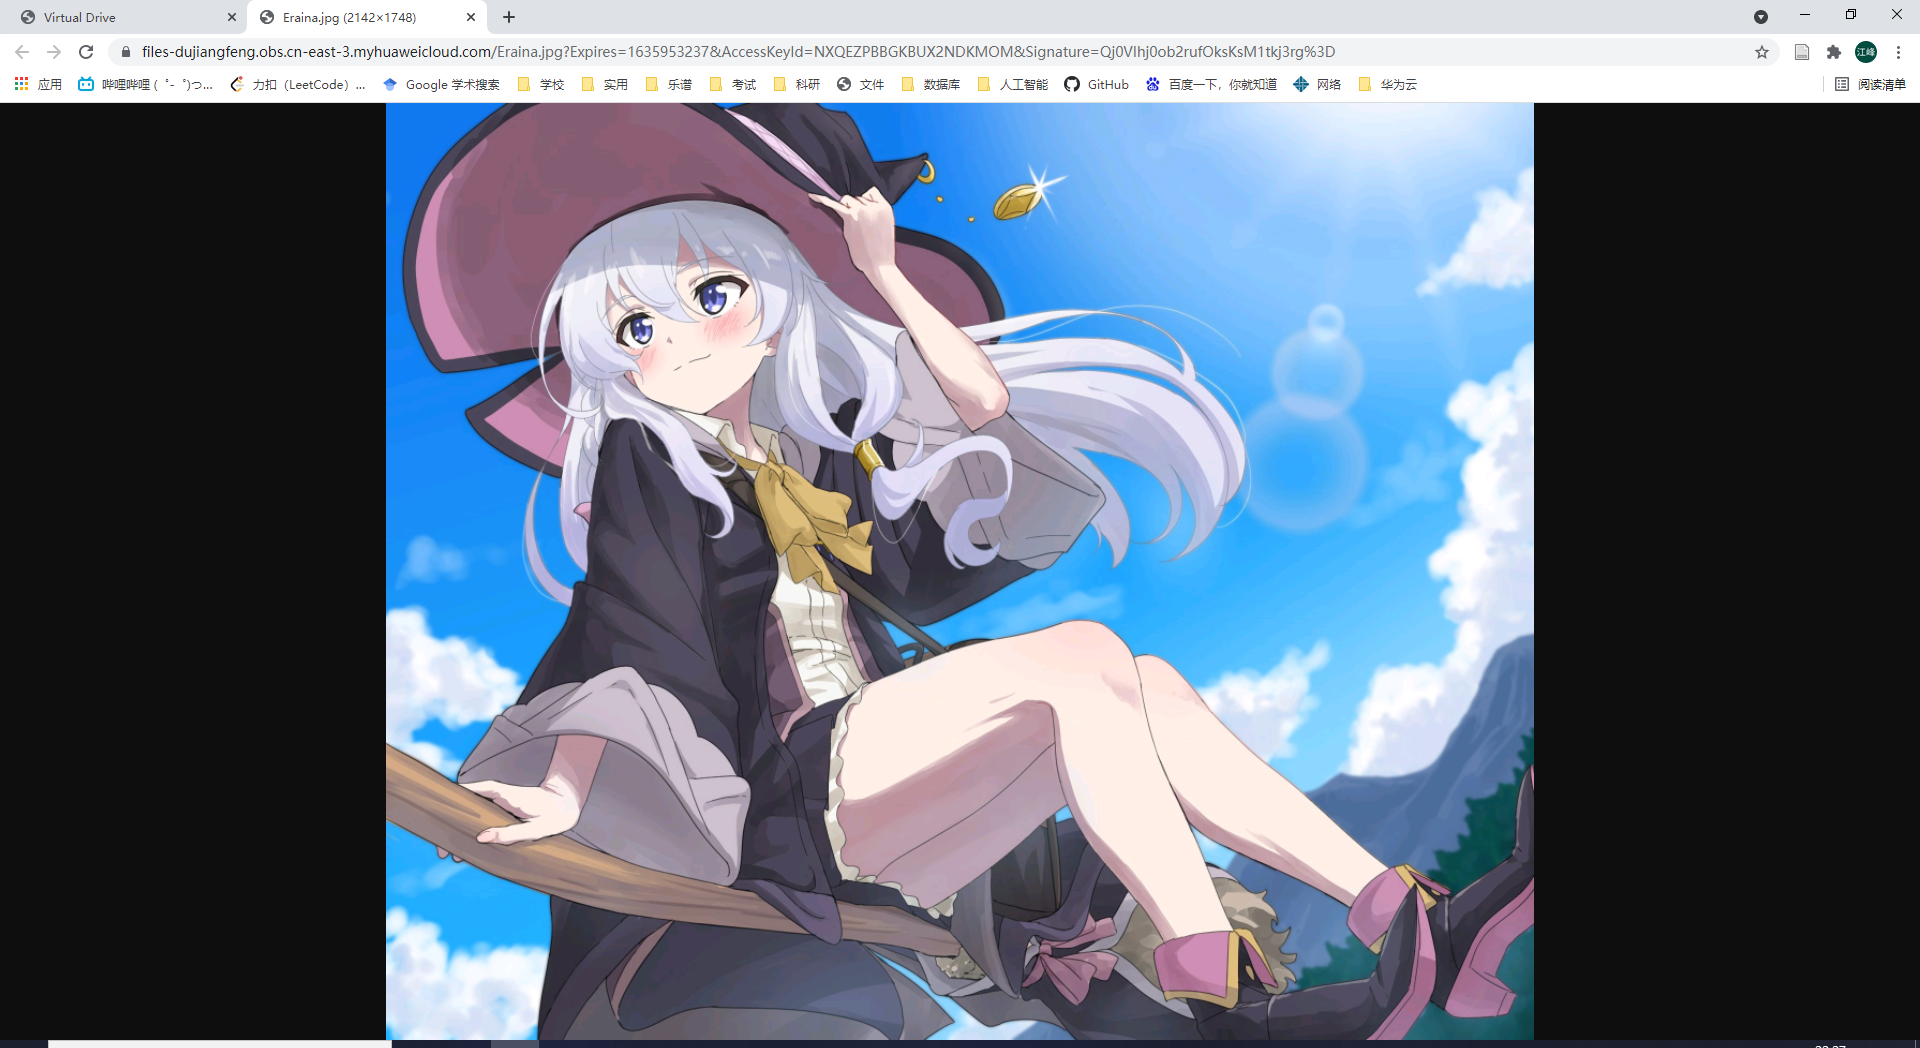 Virtual Drive
Eraina.jpg (2142×1748)
files-dujiangfeng.obs.cn-east-3.myhuaweicloud.com/Eraina.jpg?Expires=1635953237&AccessKeyId=NXQEZPBBGKBUX2NDKMOM&Signature=Qj0Vlhj0ob2rufOksKsM1tkj3rg%3D
江峰
应用 哔哩哔哩 ( ゜- ゜)つ... 力扣（LeetCode）... Google 学术搜索 学校 实用 乐谱 考试 科研 文件 数据库 人工智能 GitHub 百度一下，你就知道 网络 华为云 阅读清单